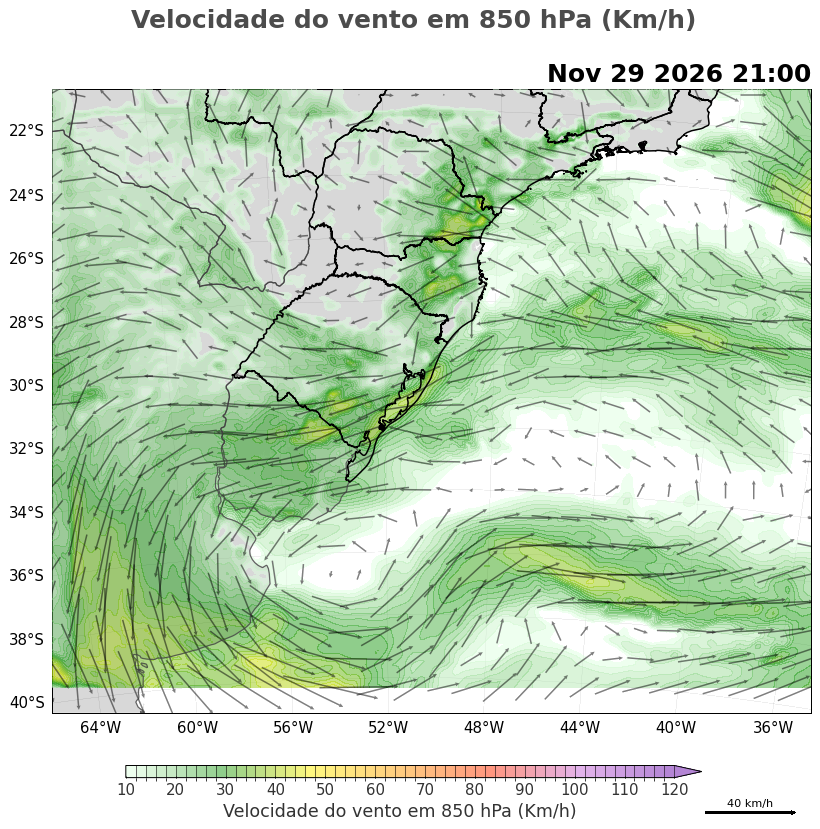 Velocidade do vento em 850 hPa (Km/h)
Nov 29 2026 21:00
22°S
24°S
26°S
28°S
30°S
32°S
34°S
36°S
38°S
40°S
64°W 60°W 56°W 52°W 48°W 44°W 40°W 36°W
10 20 30 40 50 60 70 80 90 100 110 120
Velocidade do vento em 850 hPa (Km/h)
40 km/h